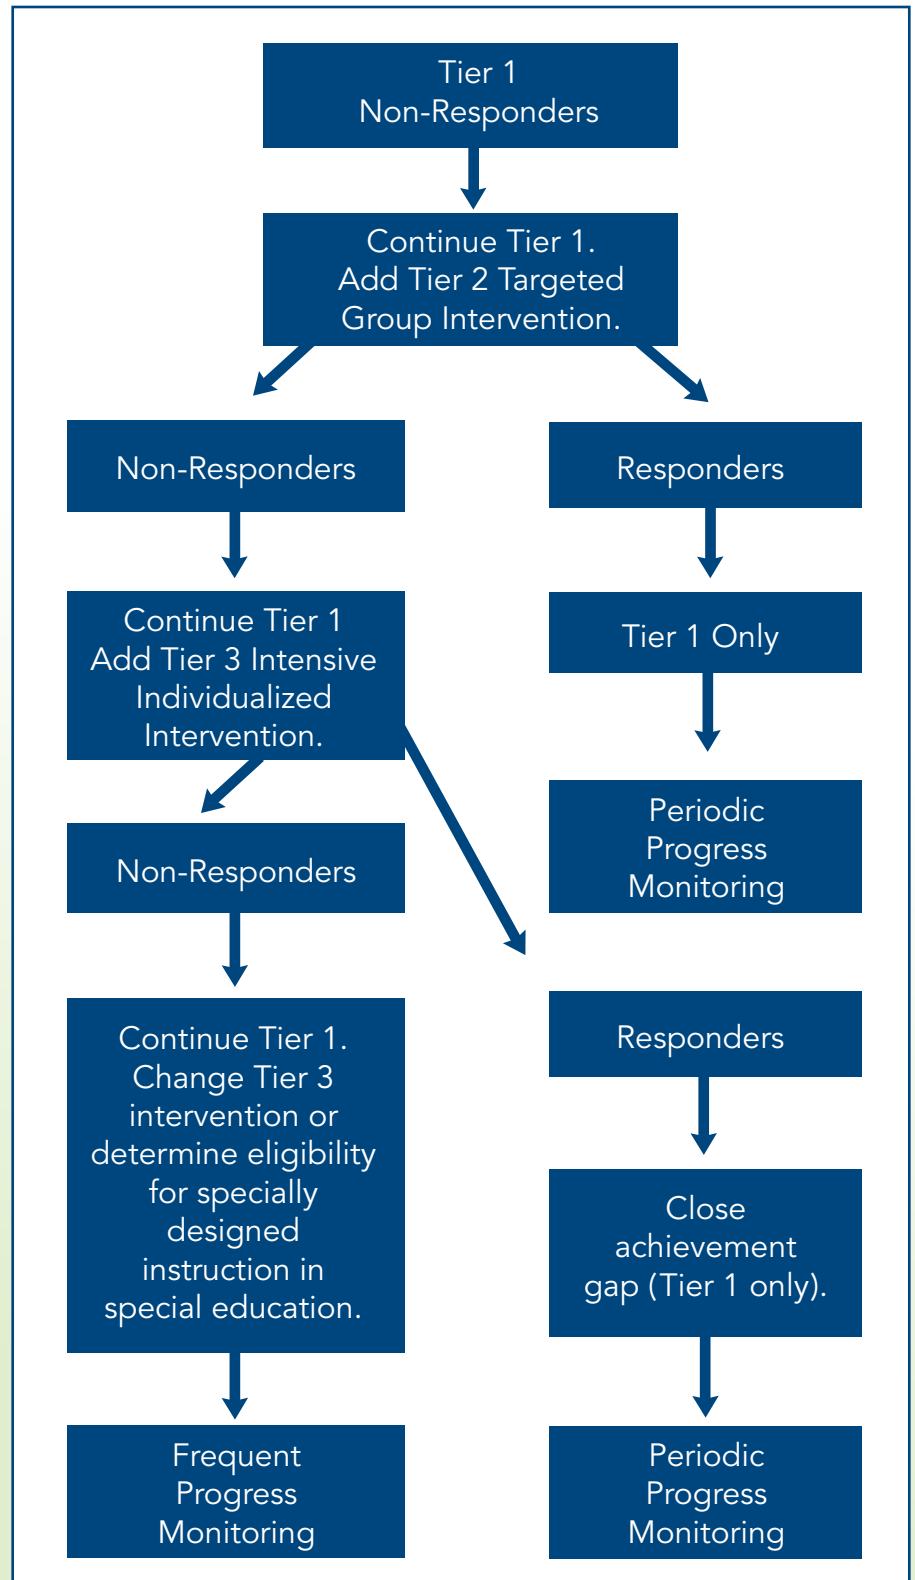 Tier 1
Non-Responders
Continue Tier 1.
Add Tier 2 Targeted
Group Intervention.
Non-Responders
Responders
Continue Tier 1
Add Tier 3 Intensive
Individualized
Intervention.
Tier 1 Only
Periodic
Progress
Monitoring
Non-Responders
Responders
Continue Tier 1.
Change Tier 3
intervention or
determine eligibility
for specially
designed
instruction in
special education.
Close
achievement
gap (Tier 1 only).
Frequent
Progress
Monitoring
Periodic
Progress
Monitoring